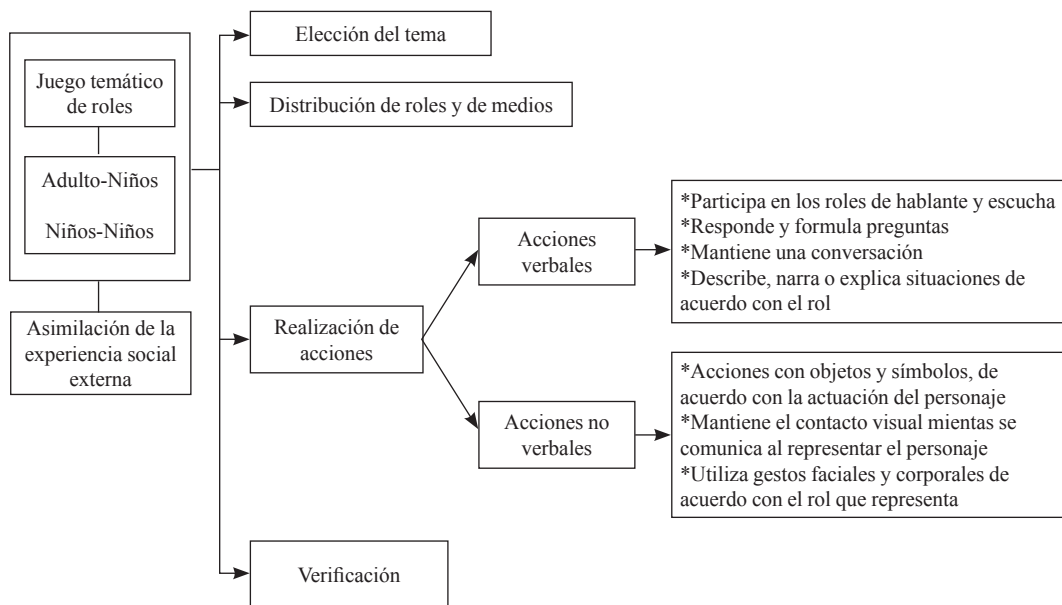 Juego temático
de roles
Adulto-Niños
Niños-Niños
Asimilación de la
experiencia social
externa
Elección del tema
Distribución de roles y de medios
Realización de
acciones
Verificación
Acciones
verbales
Acciones no
verbales
*Participa en los roles de hablante y escucha
*Responde y formula preguntas
*Mantiene una conversación
*Describe, narra o explica situaciones de
acuerdo con el rol
*Acciones con objetos y símbolos, de
acuerdo con la actuación del personaje
*Mantiene el contacto visual mientas se
comunica al representar el personaje
*Utiliza gestos faciales y corporales de
acuerdo con el rol que representa